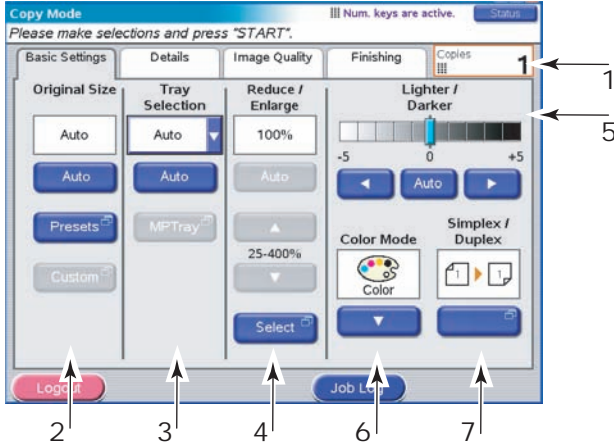 Copy Mode Num. keys are active. Status
Please make selections and press "START".
Basic Settings Details Image Quality Finishing Copies 1
1
Original Size Tray Selection Reduce / Enlarge Lighter / Darker
5
Auto Auto 100%
-5 0 +5
Auto Auto Auto Auto
Presets MPTray Color Mode Simplex / Duplex
25-400%
Custom Color 1 1
Select
Logout Job Log
2 3 4 6 7